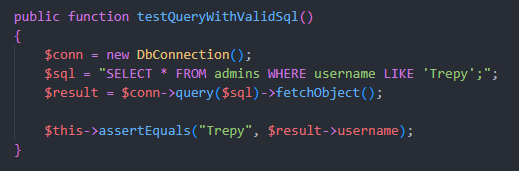 public function testQueryWithValidSql()
{
    $conn = new DbConnection();
    $sql = "SELECT * FROM admins WHERE username LIKE 'Trepy';";
    $result = $conn->query($sql)->fetchObject();

    $this->assertEquals("Trepy", $result->username);
}